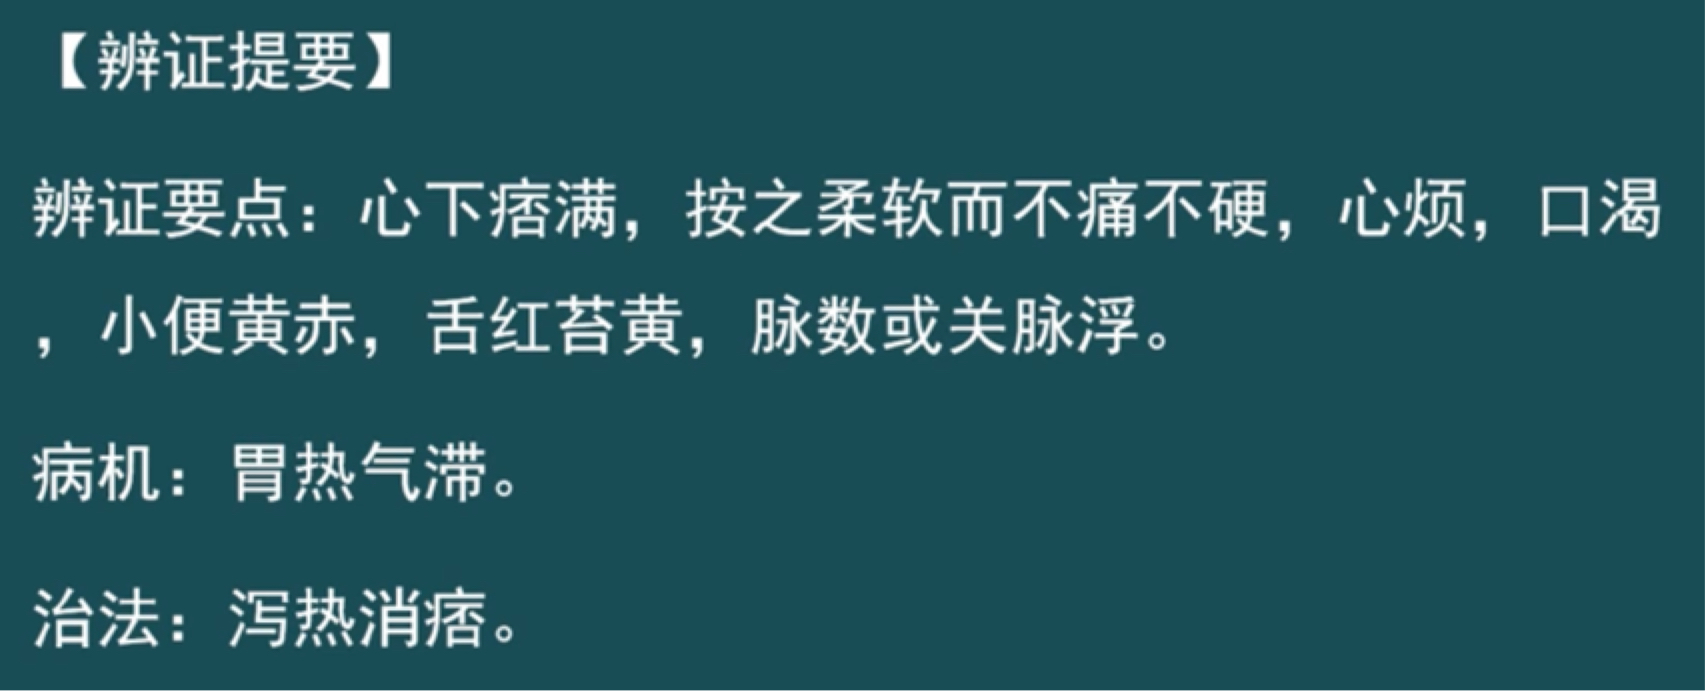 【辨证提要】
辨证要点：心下痞满，按之柔软而不痛不硬，心烦，口渴
，小便黄赤，舌红苔黄，脉数或关脉浮。
病机：胃热气滞。
治法：泻热消痞。